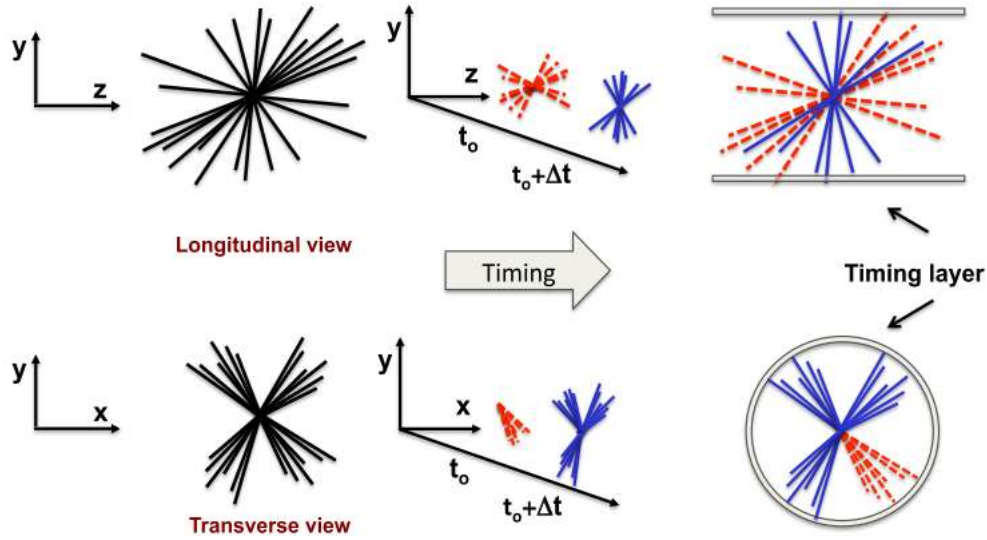 y
z
y
z
t₀
t₀+Δt
Longitudinal view
Timing
Timing layer
y
x
y
x
t₀
t₀+Δt
Transverse view